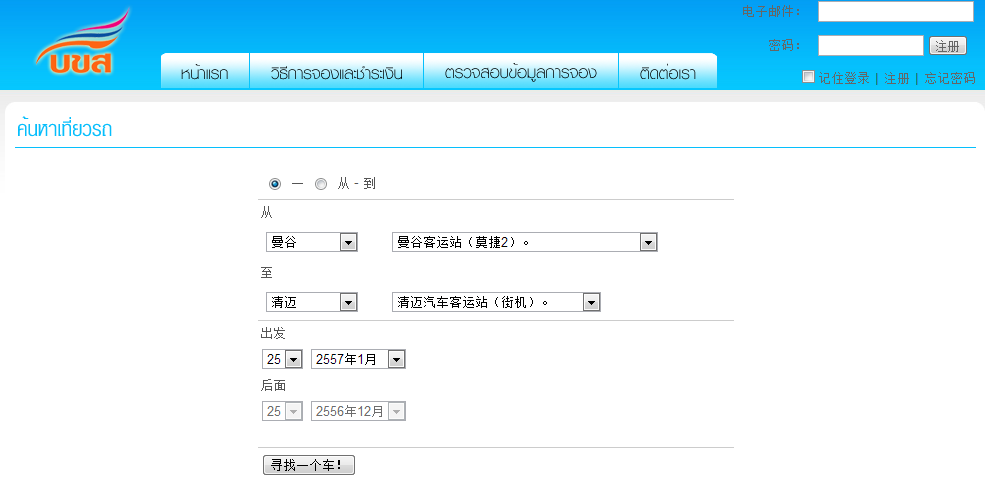 电子邮件：
บขส
密码： 注册
หน้าแรก วิธีการจองและชำระเงิน ตรวจสอบข้อมูลการจอง ติดต่อเรา
记住登录 | 注册 | 忘记密码
ค้นหาเที่ยวรถ
一 从 - 到
从
曼谷 曼谷客运站（莫捷2）。
至
清迈 清迈汽车客运站（街机）。
出发
25 2557年1月
后面
25 2556年12月
寻找一个车！